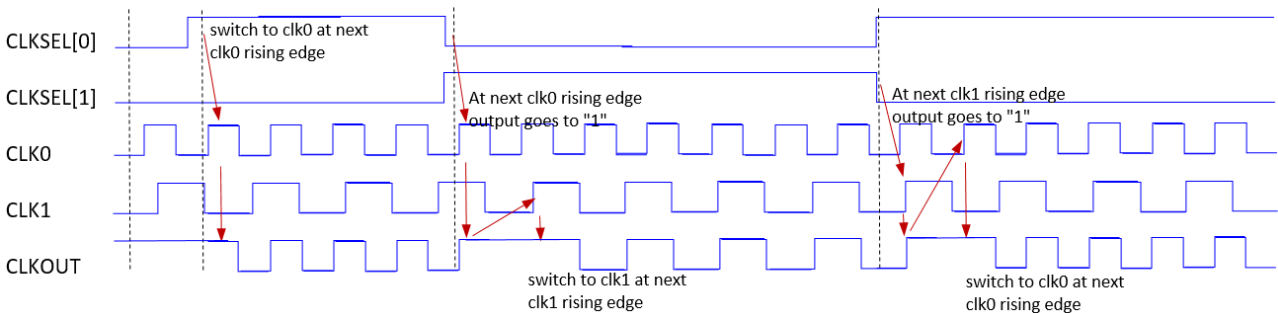 CLKSEL[0]
switch to clk0 at next
clk0 rising edge
CLKSEL[1]
At next clk0 rising edge
output goes to "1"
At next clk1 rising edge
output goes to "1"
CLK0
CLK1
CLKOUT
switch to clk1 at next
clk1 rising edge
switch to clk0 at next
clk0 rising edge